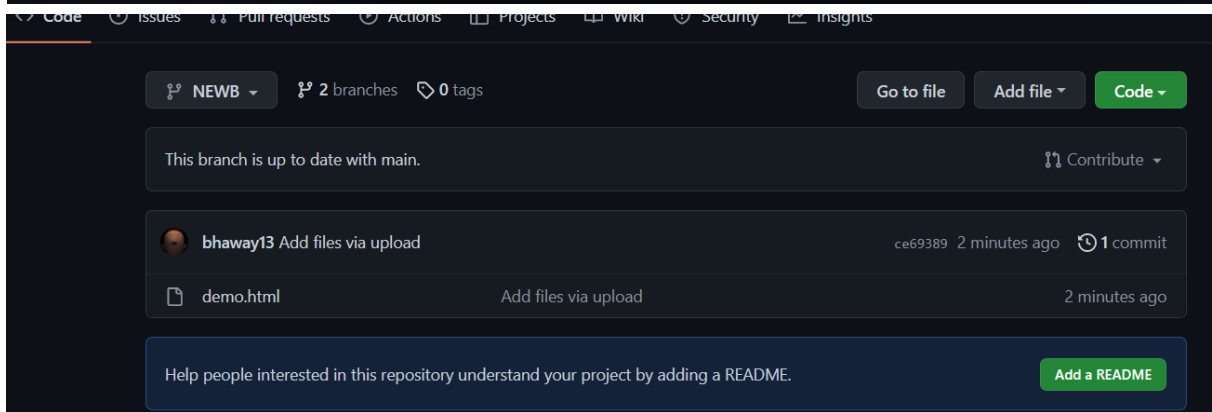 <> Code Issues Pull requests Actions Projects Wiki Security Insights
NEWB 2 branches 0 tags Go to file Add file Code
This branch is up to date with main. Contribute
bhaway13 Add files via upload ce69389 2 minutes ago 1 commit
demo.html Add files via upload 2 minutes ago
Help people interested in this repository understand your project by adding a README. Add a README